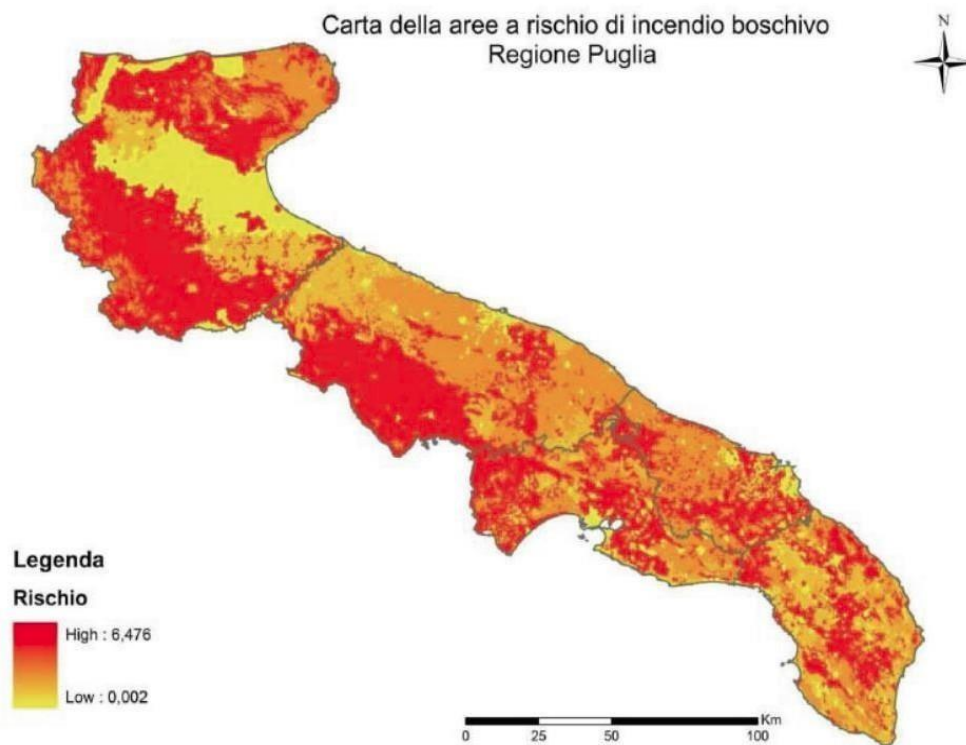 Carta della aree a rischio di incendio boschivo
Regione Puglia
N
Legenda
Rischio
High : 6,476
Low : 0,002
Km
0 25 50 100